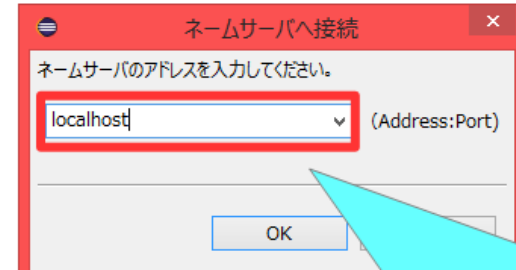 ネームサーバへ接続
ネームサーバのアドレスを入力してください。
localhost (Address:Port)
OK